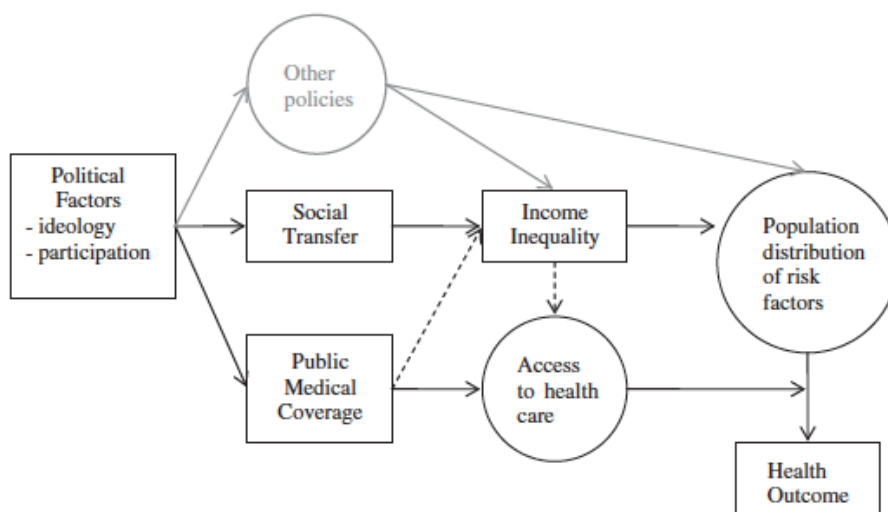 Other
policies
Political
Factors
- ideology
- participation
Social
Transfer
Income
Inequality
Population
distribution
of risk
factors
Public
Medical
Coverage
Access
to health
care
Health
Outcome